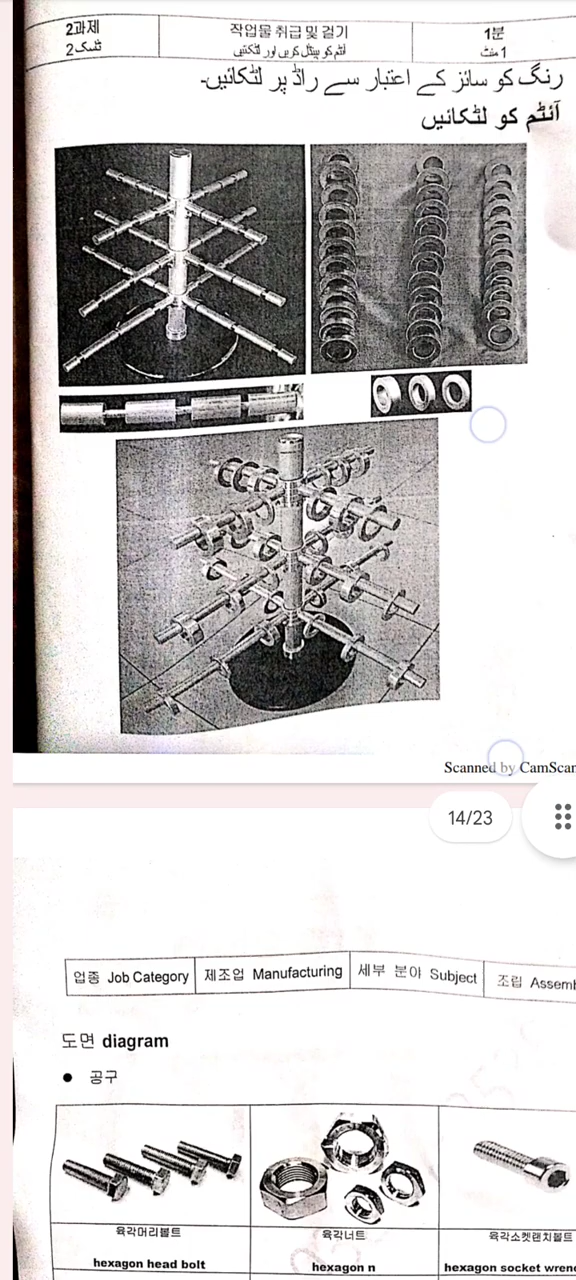 2과제
ٹسک 2
작업물 취급 및 걸기
آئٹم کو ہینڈل کریں اور لٹکائیں
1분
1 منٹ
رنگ کو سائز کے اعتبار سے راڈ پر لٹکائیں۔
آئٹم کو لٹکائیں
Scanned by CamScan
14/23
업종 Job Category
제조업 Manufacturing
세부 분야 Subject
조립 Assemb
도면 diagram
● 공구
육각머리볼트
hexagon head bolt
육각너트
hexagon n
육각소켓렌치볼트
hexagon socket wrenc